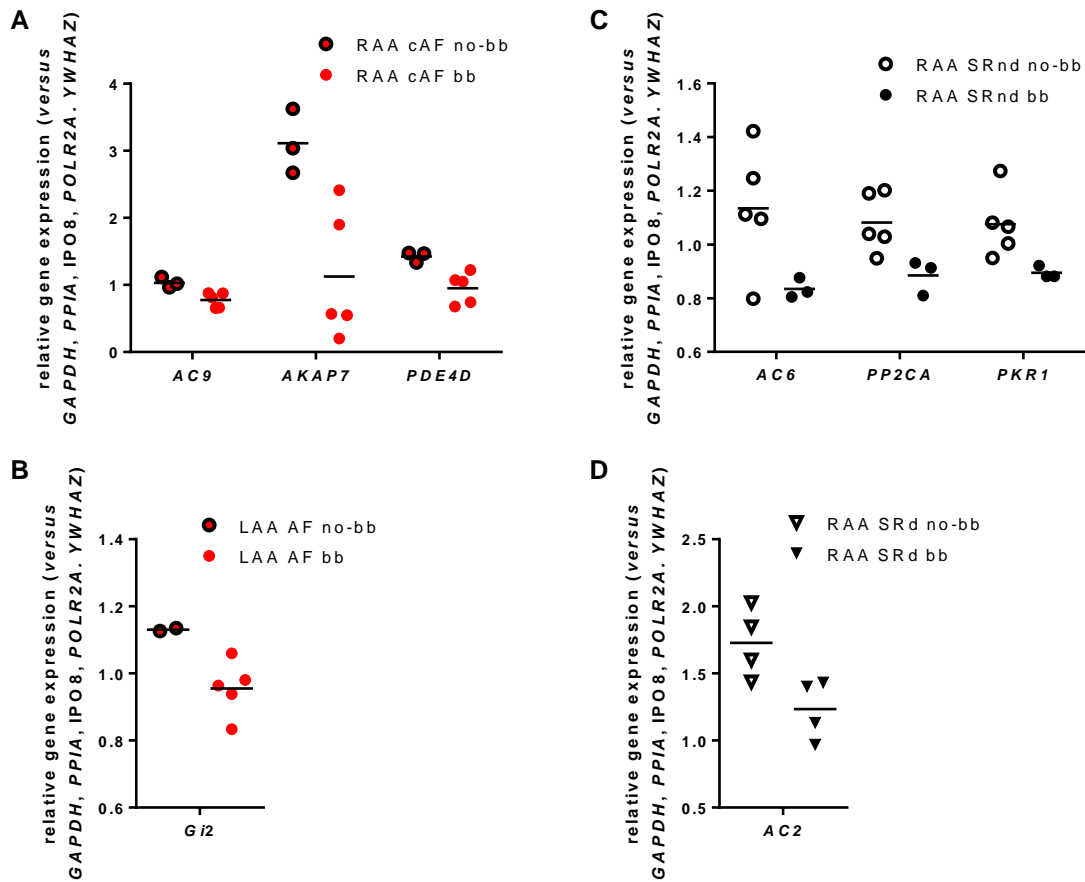 A
relative gene expression (versus
GAPDH, PPIA, IPO8, POLR2A. YWHAZ)
RAA cAF no-bb
RAA cAF bb
4
3
2
1
0
AC9 AKAP7 PDE4D
C
relative gene expression (versus
GAPDH, PPIA, IPO8, POLR2A. YWHAZ)
RAA SRnd no-bb
RAA SRnd bb
1.6
1.4
1.2
1.0
0.8
0.6
AC6 PP2CA PKR1
B
relative gene expression (versus
GAPDH, PPIA, IPO8, POLR2A. YWHAZ)
LAA AF no-bb
LAA AF bb
1.4
1.2
1.0
0.8
0.6
Gi2
D
relative gene expression (versus
GAPDH, PPIA, IPO8, POLR2A. YWHAZ)
RAA SRd no-bb
RAA SRd bb
2.5
2.0
1.5
1.0
0.5
AC2